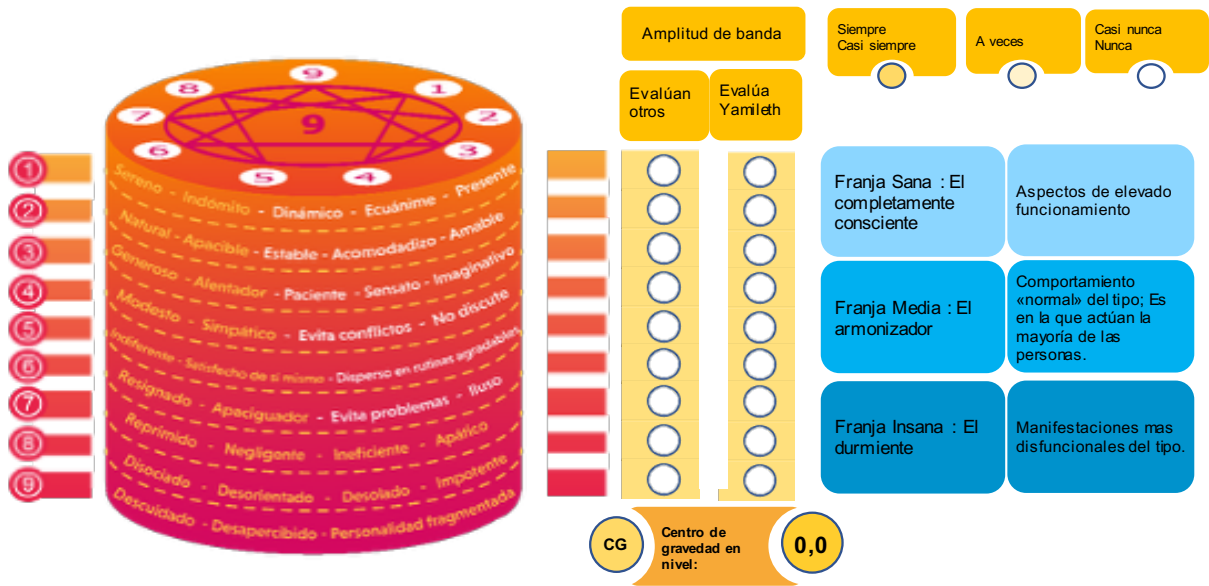 Amplitud de banda
Siempre
Casi siempre
A veces
Casi nunca
Nunca
Evalúan
otros
Evalúa
Yamileth
9
8
1
7
9
2
6
3
5
4
1
2
3
4
5
6
7
8
9
Sereno - Indómito - Dinámico - Ecuánime - Presente
Natural - Apacible - Estable - Acomodadizo - Amable
Generoso - Alentador - Paciente - Sensato - Imaginativo
Modesto - Simpático - Evita conflictos - No discute
Indiferente - Satisfecho de sí mismo - Disperso en rutinas agradables
Resignado - Apaciguador - Evita problemas - Iluso
Reprimido - Negligente - Ineficiente - Apático
Disociado - Desorientado - Desolado - Impotente
Descuidado - Desapercibido - Personalidad fragmentada
Franja Sana : El
completamente
consciente
Aspectos de elevado
funcionamiento
Franja Media : El
armonizador
Comportamiento
«normal» del tipo; Es
en la que actúan la
mayoría de las
personas.
Franja Insana : El
durmiente
Manifestaciones mas
disfuncionales del tipo.
CG
Centro de
gravedad en
nivel:
0,0